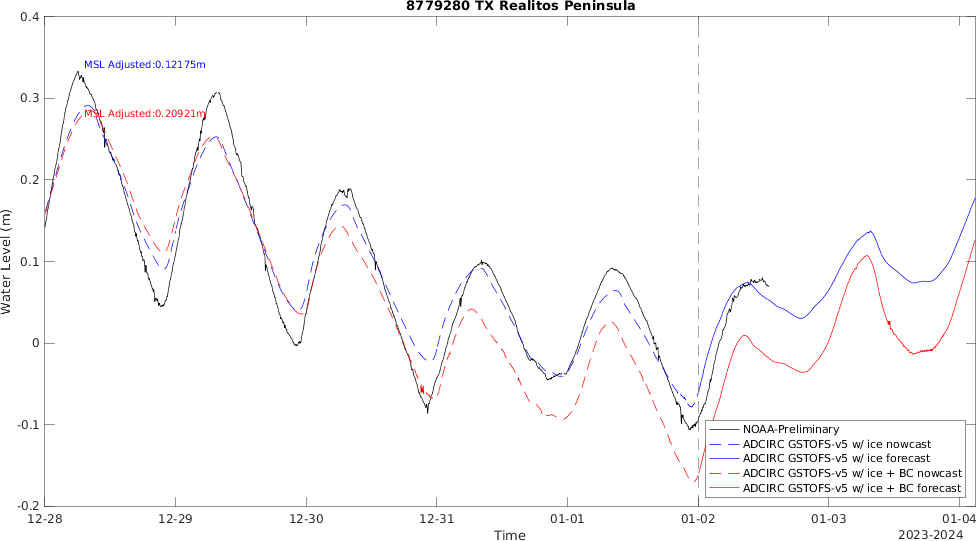 8779280 TX Realitos Peninsula
0.4
0.3
0.2
0.1
0
-0.1
-0.2
Water Level (m)
MSL Adjusted:0.12175m
MSL Adjusted:0.20921m
NOAA-Preliminary
ADCIRC GSTOFS-v5 w/ ice nowcast
ADCIRC GSTOFS-v5 w/ ice forecast
ADCIRC GSTOFS-v5 w/ ice + BC nowcast
ADCIRC GSTOFS-v5 w/ ice + BC forecast
12-28 12-29 12-30 12-31 01-01 01-02 01-03 01-04
Time
2023-2024